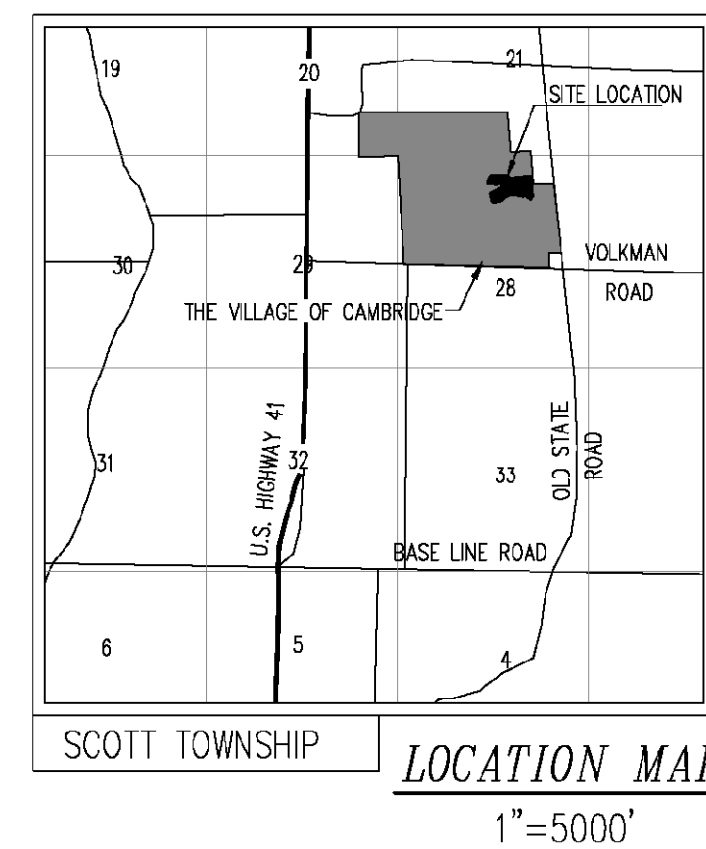 19
20
21
SITE LOCATION
30
29
VOLKMAN
28
ROAD
THE VILLAGE OF CAMBRIDGE
U.S. HIGHWAY 41
OLD STATE
ROAD
31
32
33
BASE LINE ROAD
6
5
4
SCOTT TOWNSHIP
LOCATION MAP
1"=5000'